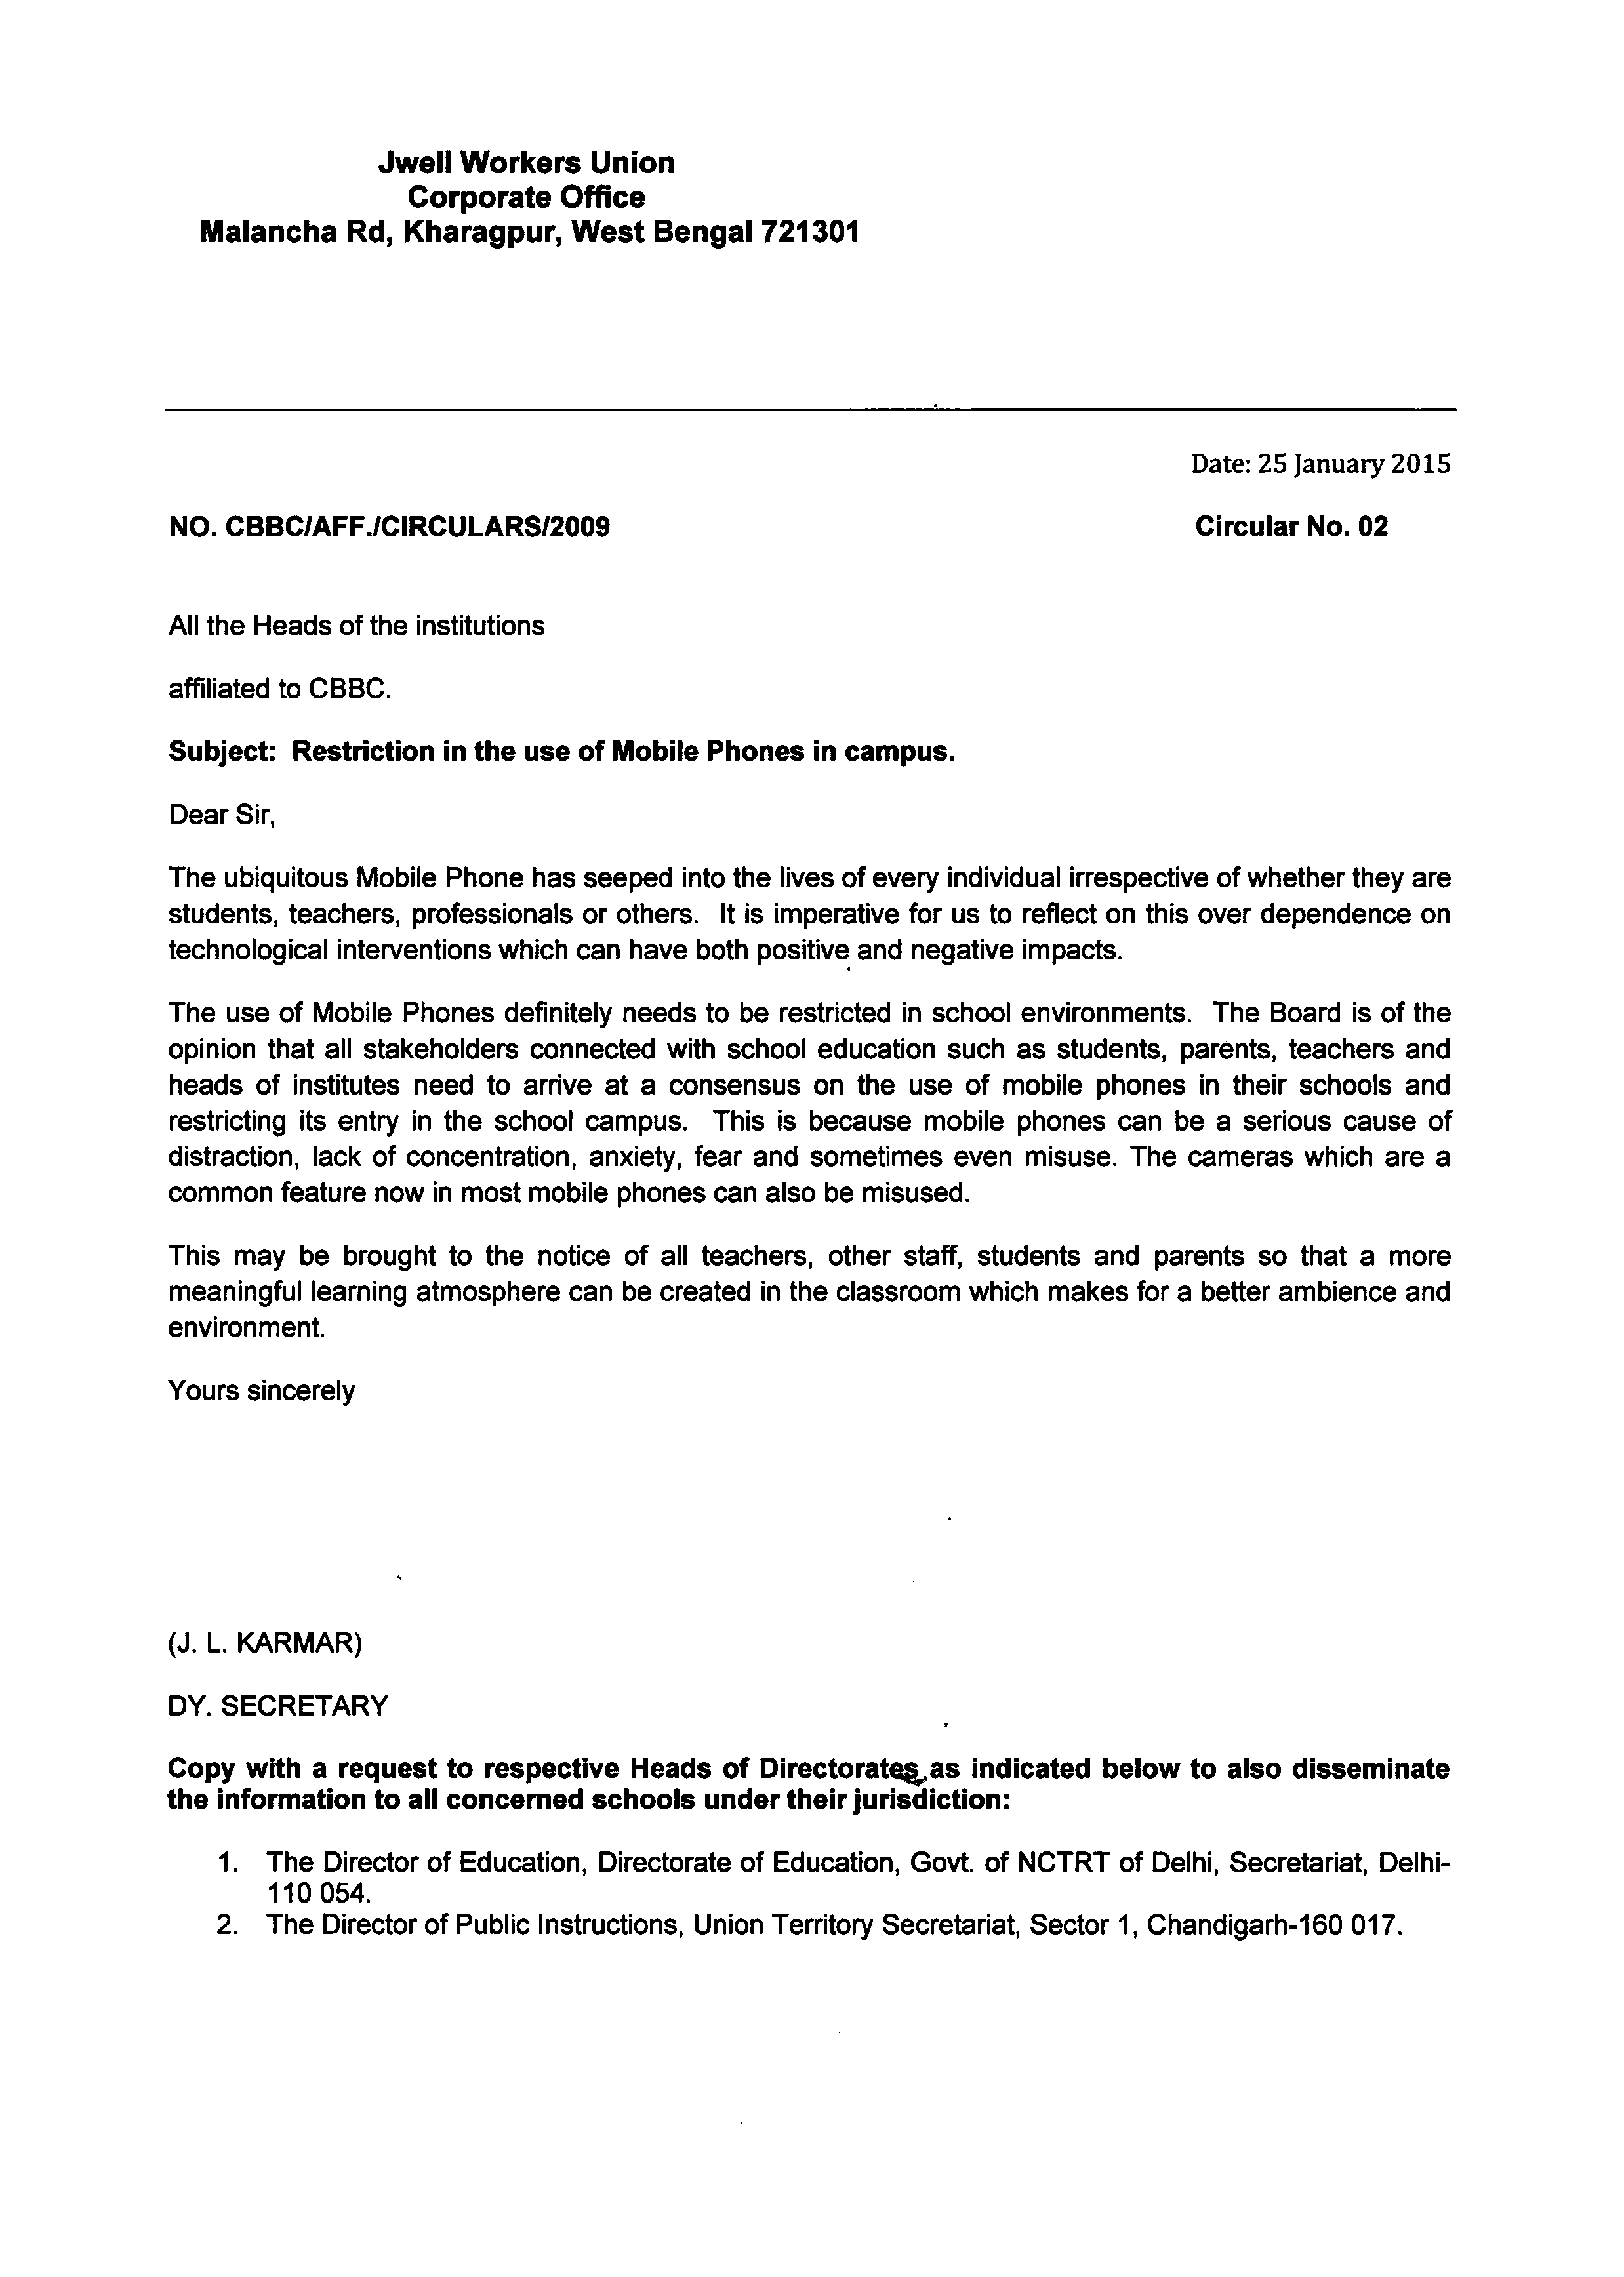 Jwell Workers Union
Corporate Office
Malancha Rd, Kharagpur, West Bengal 721301
Date: 25 January 2015
NO. CBBC/AFF./CIRCULARS/2009 Circular No. 02
All the Heads of the institutions
affiliated to CBBC.
Subject: Restriction in the use of Mobile Phones in campus.
Dear Sir,
The ubiquitous Mobile Phone has seeped into the lives of every individual irrespective of whether they are
students, teachers, professionals or others. It is imperative for us to reflect on this over dependence on
technological interventions which can have both positive and negative impacts.
The use of Mobile Phones definitely needs to be restricted in school environments. The Board is of the
opinion that all stakeholders connected with school education such as students, parents, teachers and
heads of institutes need to arrive at a consensus on the use of mobile phones in their schools and
restricting its entry in the school campus. This is because mobile phones can be a serious cause of
distraction, lack of concentration, anxiety, fear and sometimes even misuse. The cameras which are a
common feature now in most mobile phones can also be misused.
This may be brought to the notice of all teachers, other staff, students and parents so that a more
meaningful learning atmosphere can be created in the classroom which makes for a better ambience and
environment.
Yours sincerely
(J. L. KARMAR)
DY. SECRETARY
Copy with a request to respective Heads of Directorates as indicated below to also disseminate
the information to all concerned schools under their jurisdiction:
1. The Director of Education, Directorate of Education, Govt. of NCTRT of Delhi, Secretariat, Delhi-
110 054.
2. The Director of Public Instructions, Union Territory Secretariat, Sector 1, Chandigarh-160 017.